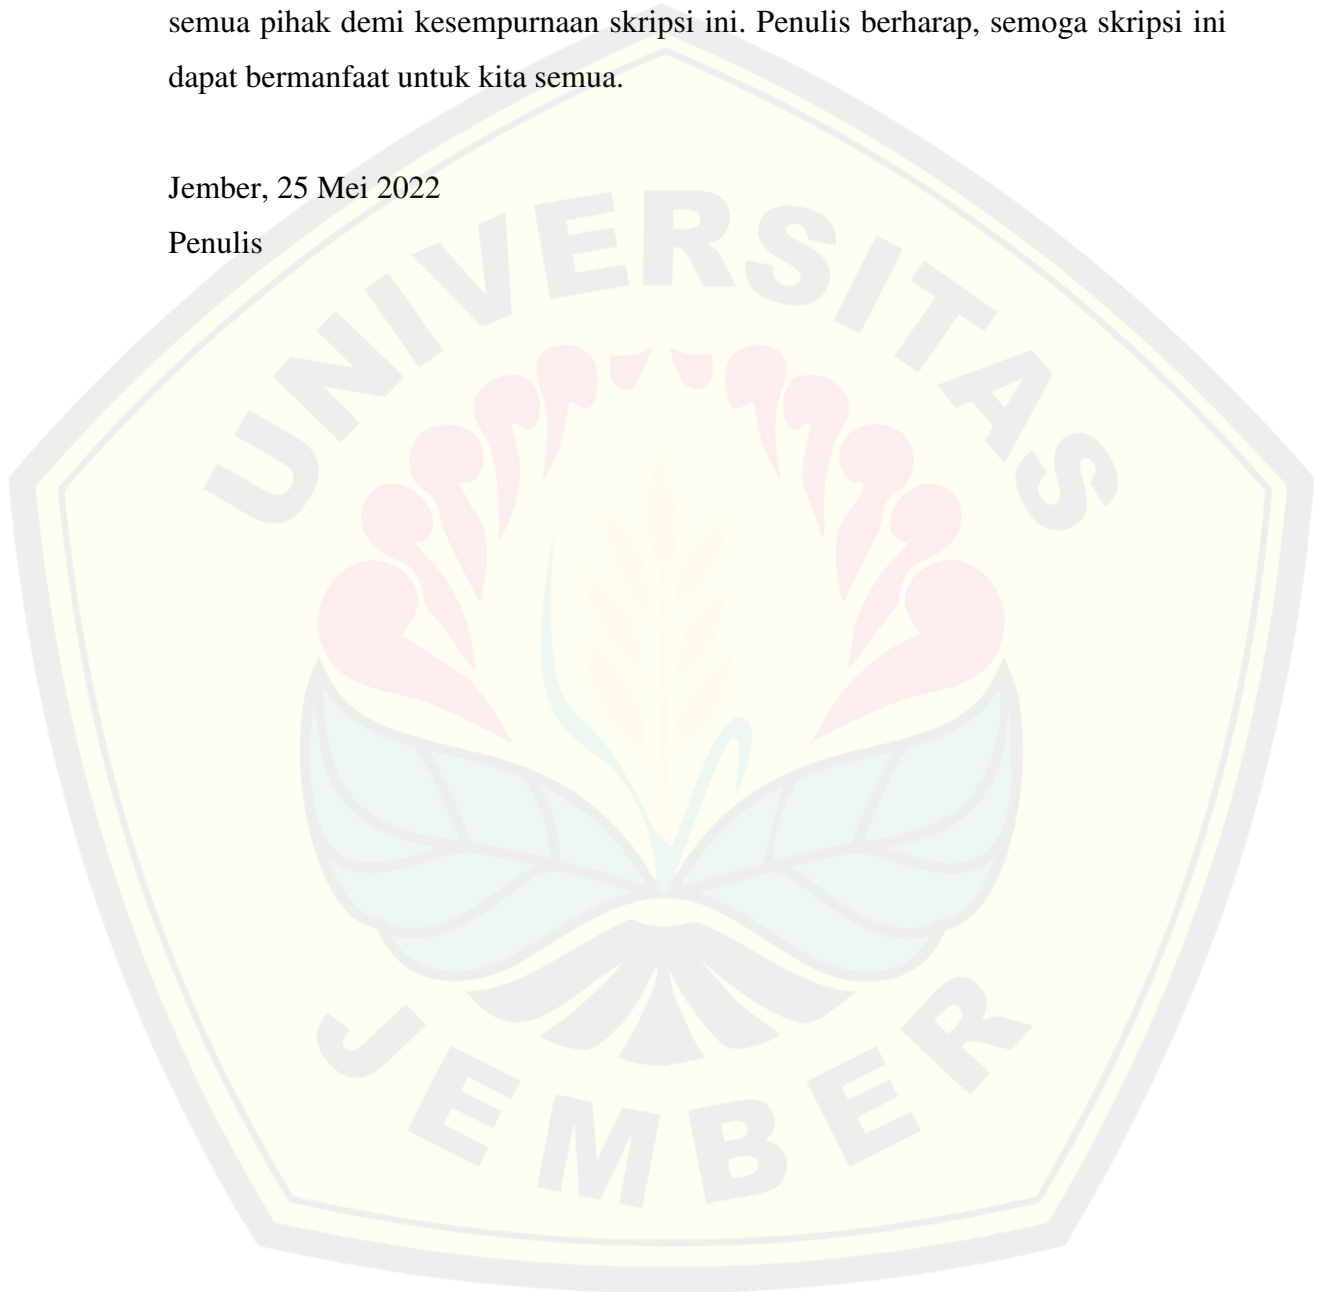 semua pihak demi kesempurnaan skripsi ini. Penulis berharap, semoga skripsi ini
dapat bermanfaat untuk kita semua.
Jember, 25 Mei 2022
Penulis
UNIVERSITAS
JEMBER